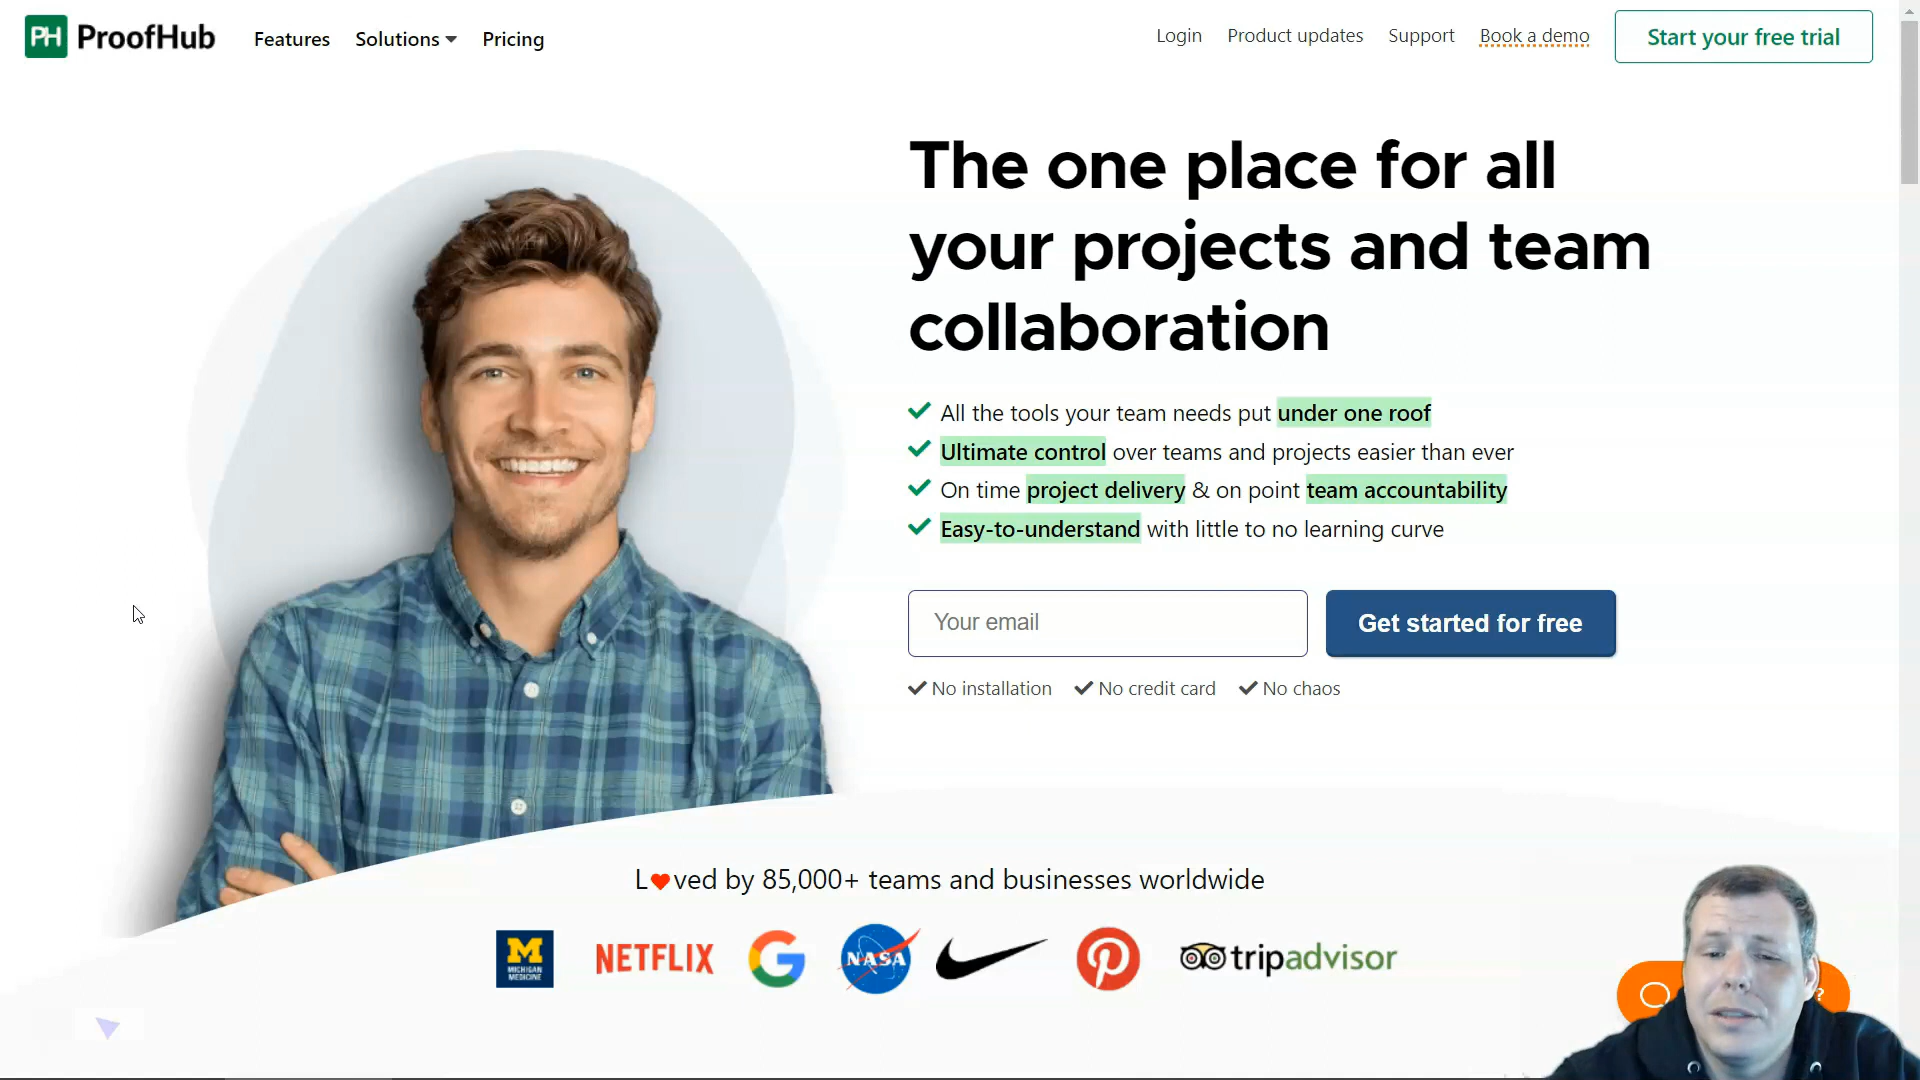 PH ProofHub
Features
Solutions
Pricing
Login
Product updates
Support
Book a demo
Start your free trial
The one place for all
your projects and team
collaboration
All the tools your team needs put under one roof
Ultimate control over teams and projects easier than ever
On time project delivery & on point team accountability
Easy-to-understand with little to no learning curve
Your email
Get started for free
No installation
No credit card
No chaos
L❤ved by 85,000+ teams and businesses worldwide
M
MICHIGAN
MEDICINE
NETFLIX
G
NASA
tripadvisor
?